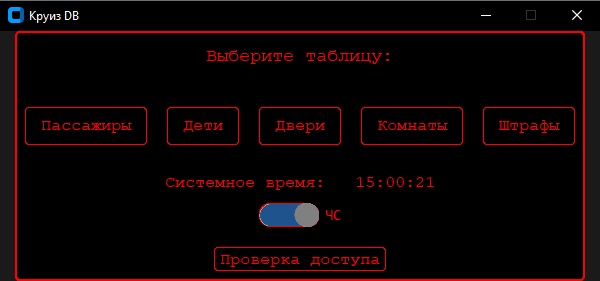 Круиз DB
Выберите таблицу:
Пассажиры Дети Двери Комнаты Штрафы
Системное время: 15:00:21
ЧС
Проверка доступа